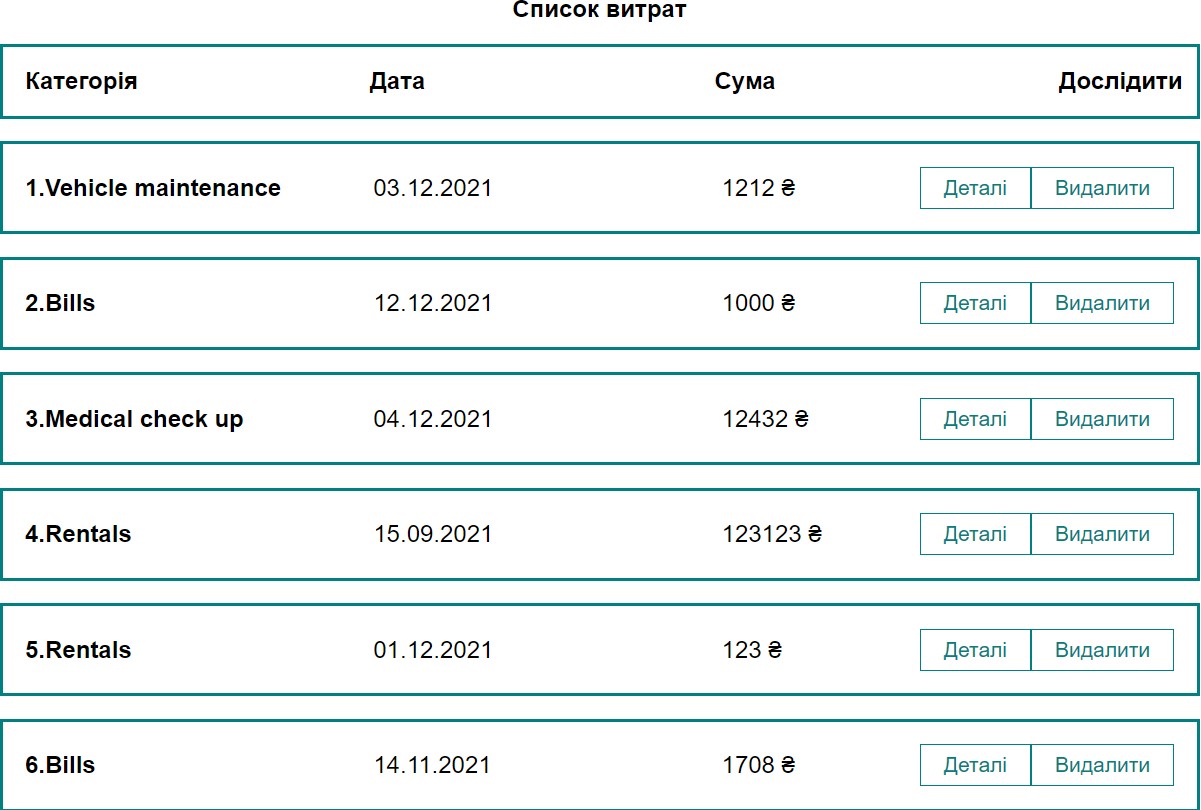 Список витрат
Категорія Дата Сума Дослідити
1.Vehicle maintenance 03.12.2021 1212 ₴ Деталі Видалити
2.Bills 12.12.2021 1000 ₴ Деталі Видалити
3.Medical check up 04.12.2021 12432 ₴ Деталі Видалити
4.Rentals 15.09.2021 123123 ₴ Деталі Видалити
5.Rentals 01.12.2021 123 ₴ Деталі Видалити
6.Bills 14.11.2021 1708 ₴ Деталі Видалити